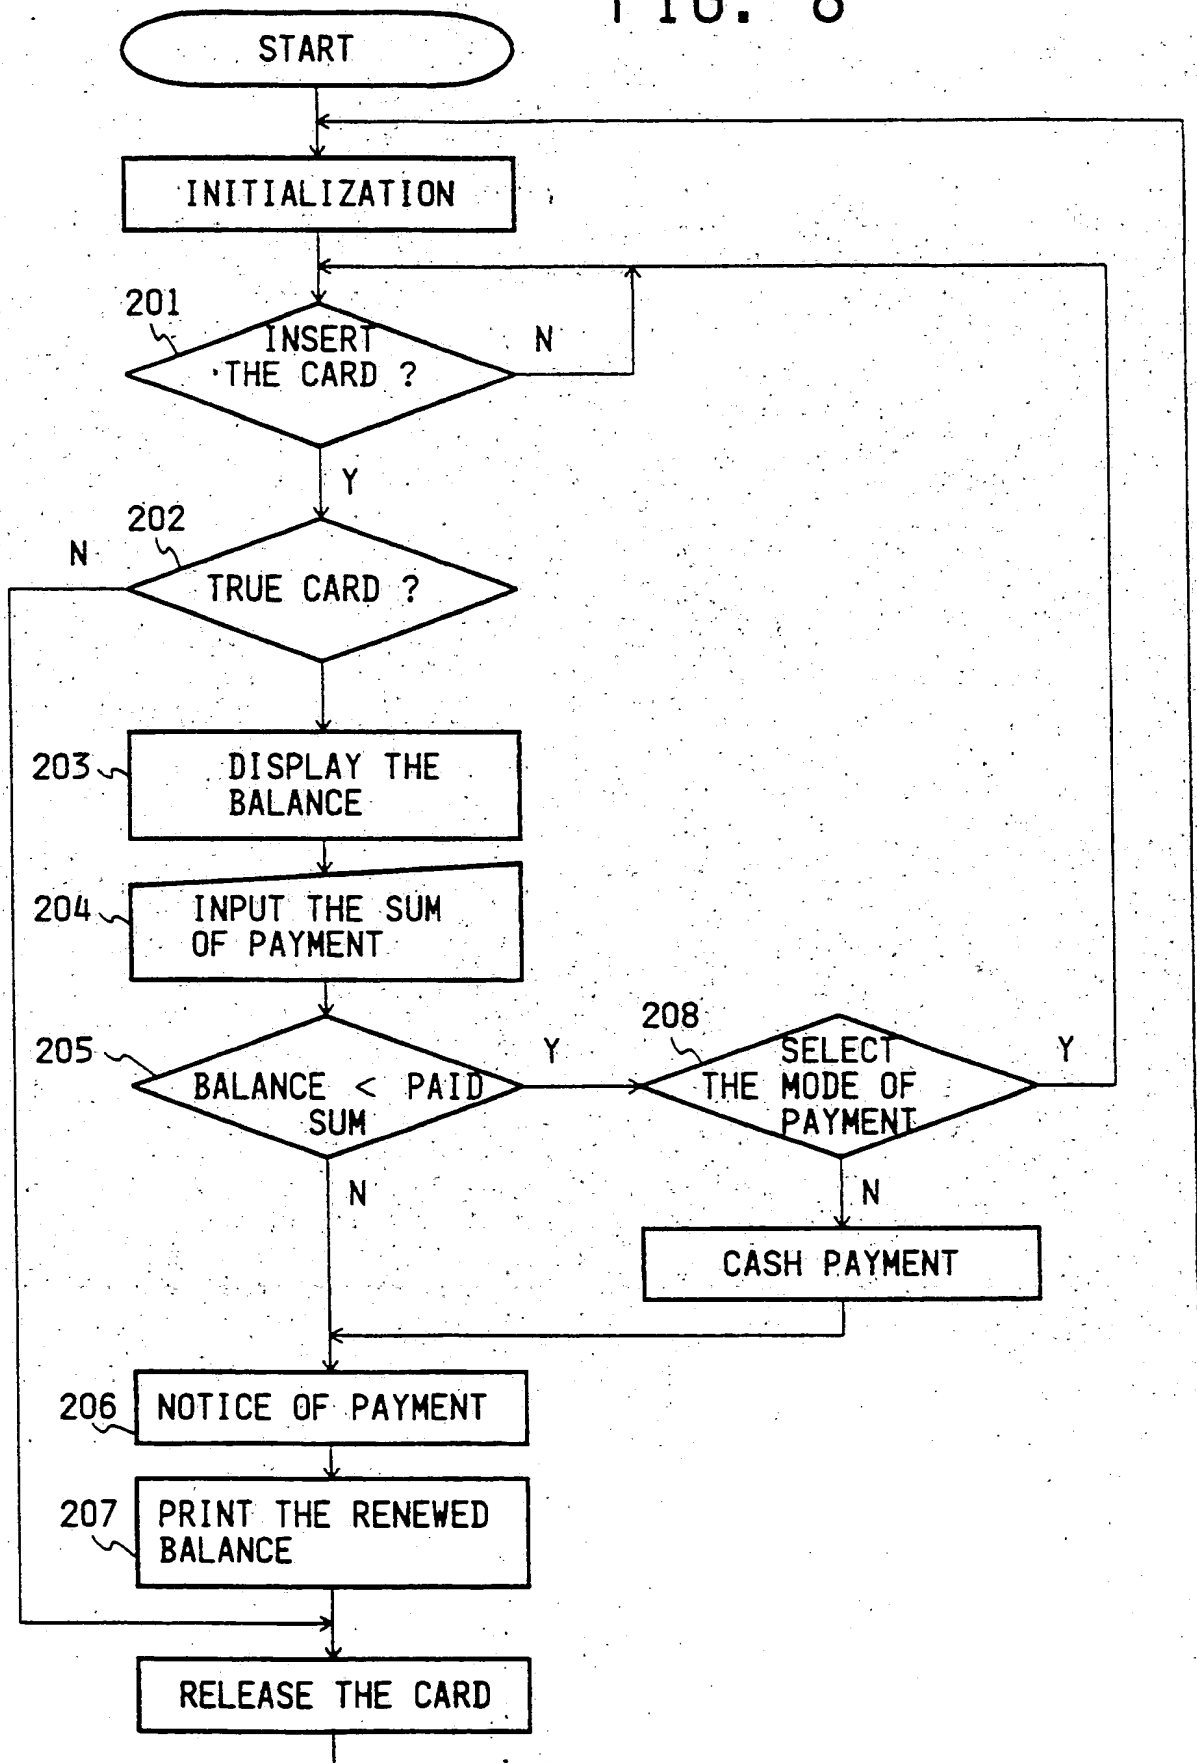 FIG. 8
START
INITIALIZATION
201
INSERT
THE CARD ?
N
Y
202
N
TRUE CARD ?
203
DISPLAY THE
BALANCE
204
INPUT THE SUM
OF PAYMENT
205
BALANCE < PAID
SUM
Y
N
208
SELECT
THE MODE OF
PAYMENT
Y
N
CASH PAYMENT
206
NOTICE OF PAYMENT
207
PRINT THE RENEWED
BALANCE
RELEASE THE CARD